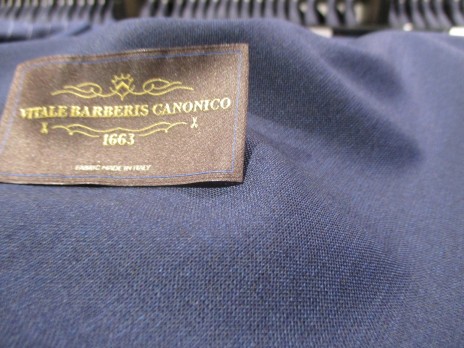 VITALE BARBERIS CANONICO
1663
FABRIC MADE IN ITALY